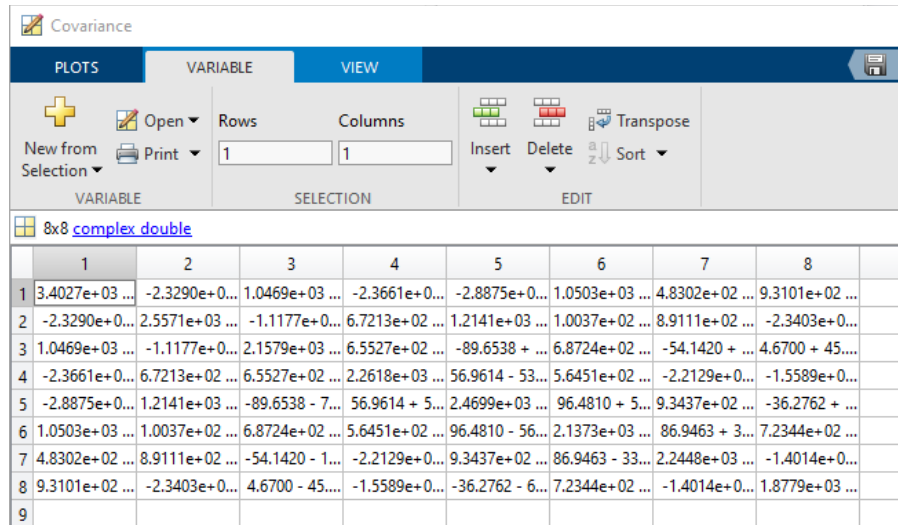 Covariance
PLOTS VARIABLE VIEW
New from Selection Open Print Rows Columns Insert Delete Transpose Sort
1 1
VARIABLE SELECTION EDIT
8x8 complex double
1 2 3 4 5 6 7 8
1 3.4027e+03 ... -2.3290e+0... 1.0469e+03 ... -2.3661e+0... -2.8875e+0... 1.0503e+03 ... 4.8302e+02 ... 9.3101e+02 ...
2 -2.3290e+0... 2.5571e+03 ... -1.1177e+0... 6.7213e+02 ... 1.2141e+03 ... 1.0037e+02 ... 8.9111e+02 ... -2.3403e+0...
3 1.0469e+03 ... -1.1177e+0... 2.1579e+03 ... 6.5527e+02 ... -89.6538 + ... 6.8724e+02 ... -54.1420 + ... 4.6700 + 45....
4 -2.3661e+0... 6.7213e+02 ... 6.5527e+02 ... 2.2618e+03 ... 56.9614 - 53... 5.6451e+02 ... -2.2129e+0... -1.5589e+0...
5 -2.8875e+0... 1.2141e+03 ... -89.6538 - 7... 56.9614 + 5... 2.4699e+03 ... 96.4810 + 5... 9.3437e+02 ... -36.2762 + ...
6 1.0503e+03 ... 1.0037e+02 ... 6.8724e+02 ... 5.6451e+02 ... 96.4810 - 56... 2.1373e+03 ... 86.9463 + 3... 7.2344e+02 ...
7 4.8302e+02 ... 8.9111e+02 ... -54.1420 - 1.... -2.2129e+0... 9.3437e+02 ... 86.9463 - 33... 2.2448e+03 ... -1.4014e+0...
8 9.3101e+02 ... -2.3403e+0... 4.6700 - 45.... -1.5589e+0... -36.2762 - 6... 7.2344e+02 ... -1.4014e+0... 1.8779e+03 ...
9